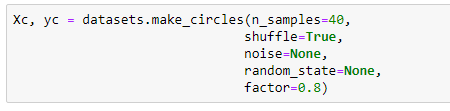 Xc, yc = datasets.make_circles(n_samples=40,
                               shuffle=True,
                               noise=None,
                               random_state=None,
                               factor=0.8)